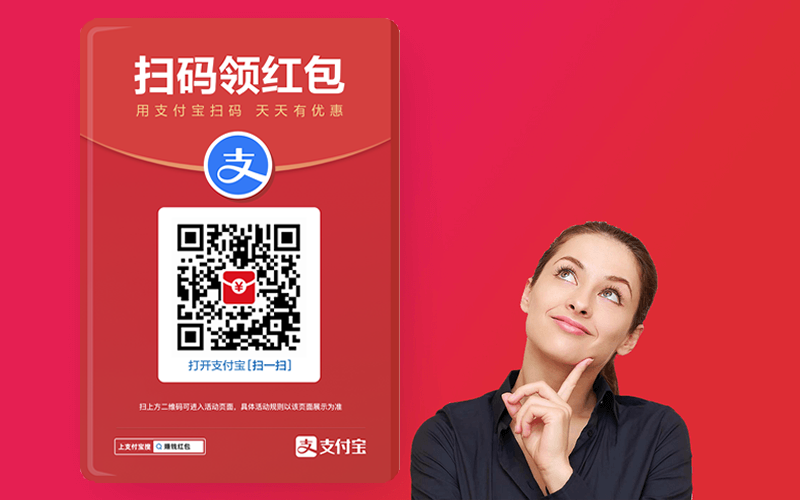 扫码领红包
用支付宝扫码 天天有优惠
支
¥
打开支付宝[扫一扫]
扫上方二维码可进入活动页面，具体活动规则以该页面展示为准
上支付宝搜 赚钱红包
支 支付宝